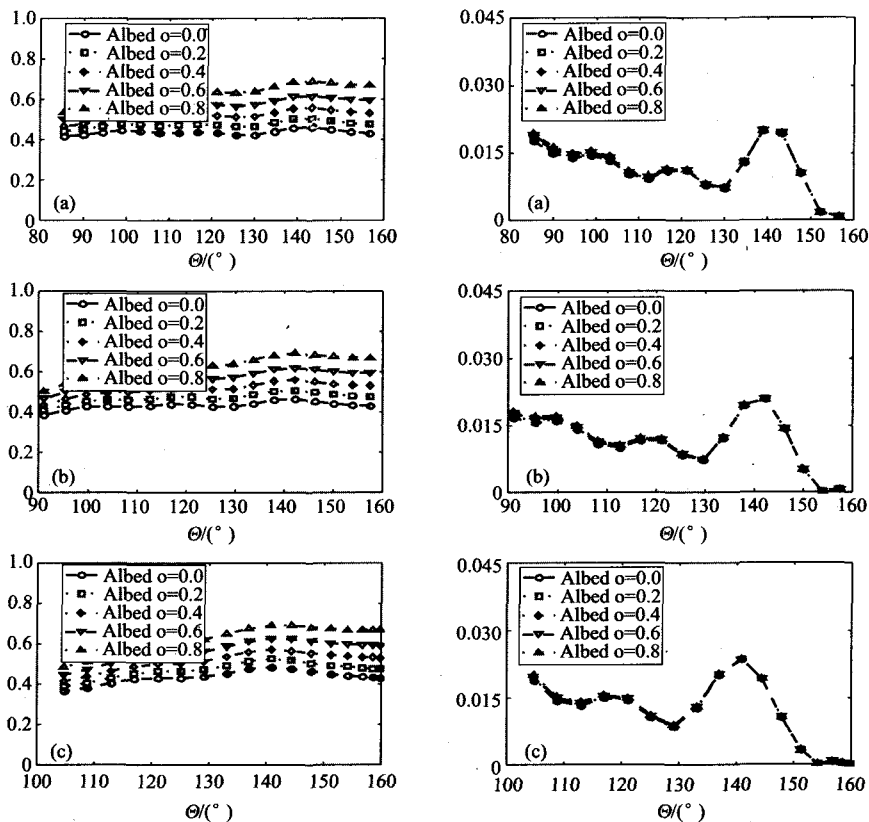 1.0
0.8
0.6
0.4
0.2
0
Albed o=0.0
Albed o=0.2
Albed o=0.4
Albed o=0.6
Albed o=0.8
(a)
80 90 100 110 120 130 140 150 160
Θ/(°)
0.045
0.030
0.015
0
Albed o=0.0
Albed o=0.2
Albed o=0.4
Albed o=0.6
Albed o=0.8
(a)
80 90 100 110 120 130 140 150 160
Θ/(°)
1.0
0.8
0.6
0.4
0.2
0
Albed o=0.0
Albed o=0.2
Albed o=0.4
Albed o=0.6
Albed o=0.8
(b)
90 100 110 120 130 140 150 160
Θ/(°)
0.045
0.030
0.015
0
Albed o=0.0
Albed o=0.2
Albed o=0.4
Albed o=0.6
Albed o=0.8
(b)
90 100 110 120 130 140 150 160
Θ/(°)
1.0
0.8
0.6
0.4
0.2
0
Albed o=0.0
Albed o=0.2
Albed o=0.4
Albed o=0.6
Albed o=0.8
(c)
100 110 120 130 140 150 160
Θ/(°)
0.045
0.030
0.015
0
Albed o=0.0
Albed o=0.2
Albed o=0.4
Albed o=0.6
Albed o=0.8
(c)
100 110 120 130 140 150 160
Θ/(°)